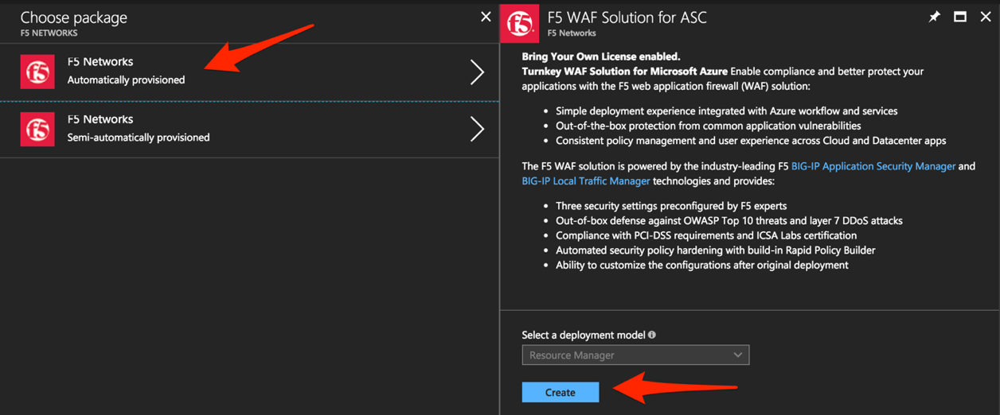 Choose package
F5 NETWORKS
f5
F5 Networks
Automatically provisioned
f5
F5 Networks
Semi-automatically provisioned
f5
F5 WAF Solution for ASC
F5 Networks
Bring Your Own License enabled.
Turnkey WAF Solution for Microsoft Azure Enable compliance and better protect your
applications with the F5 web application firewall (WAF) solution:
• Simple deployment experience integrated with Azure workflow and services
• Out-of-the-box protection from common application vulnerabilities
• Consistent policy management and user experience across Cloud and Datacenter apps
The F5 WAF solution is powered by the industry-leading F5 BIG-IP Application Security Manager and
BIG-IP Local Traffic Manager technologies and provides:
• Three security settings preconfigured by F5 experts
• Out-of-box defense against OWASP Top 10 threats and layer 7 DDoS attacks
• Compliance with PCI-DSS requirements and ICSA Labs certification
• Automated security policy hardening with build-in Rapid Policy Builder
• Ability to customize the configurations after original deployment
Select a deployment model
Resource Manager
Create